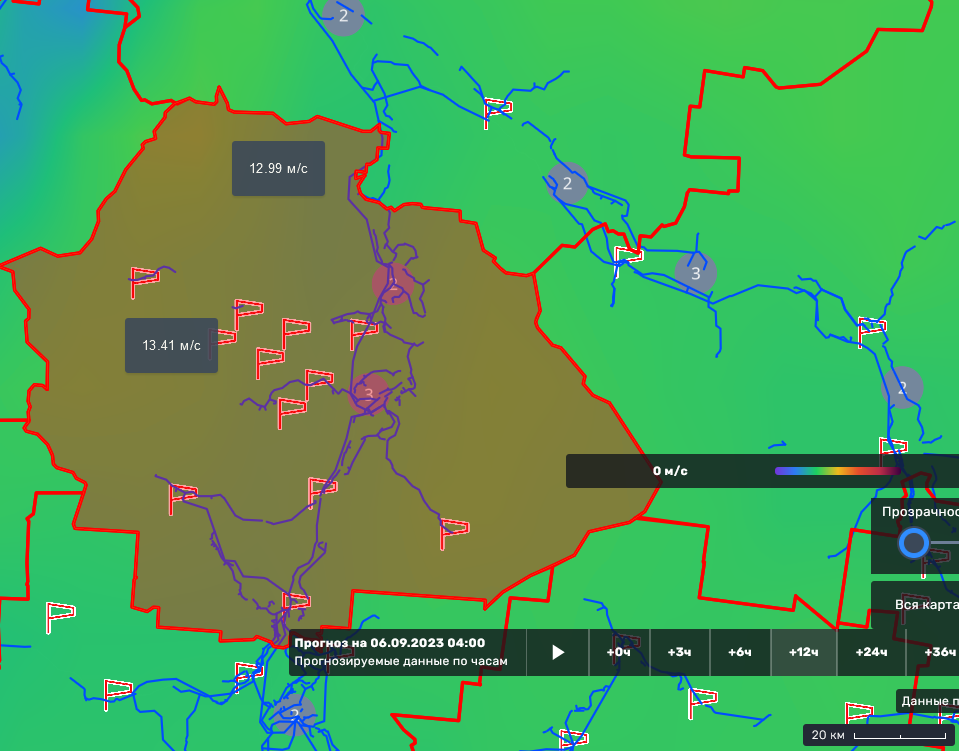 2
12.99 м/с
2
3
2
13.41 м/с
2
3
0 м/с
Прозрачнос
Вся карта
Прогноз на 06.09.2023 04:00
Прогнозируемые данные по часам
+0ч
+3ч
+6ч
+12ч
+24ч
+36ч
Данные п
2
20 км